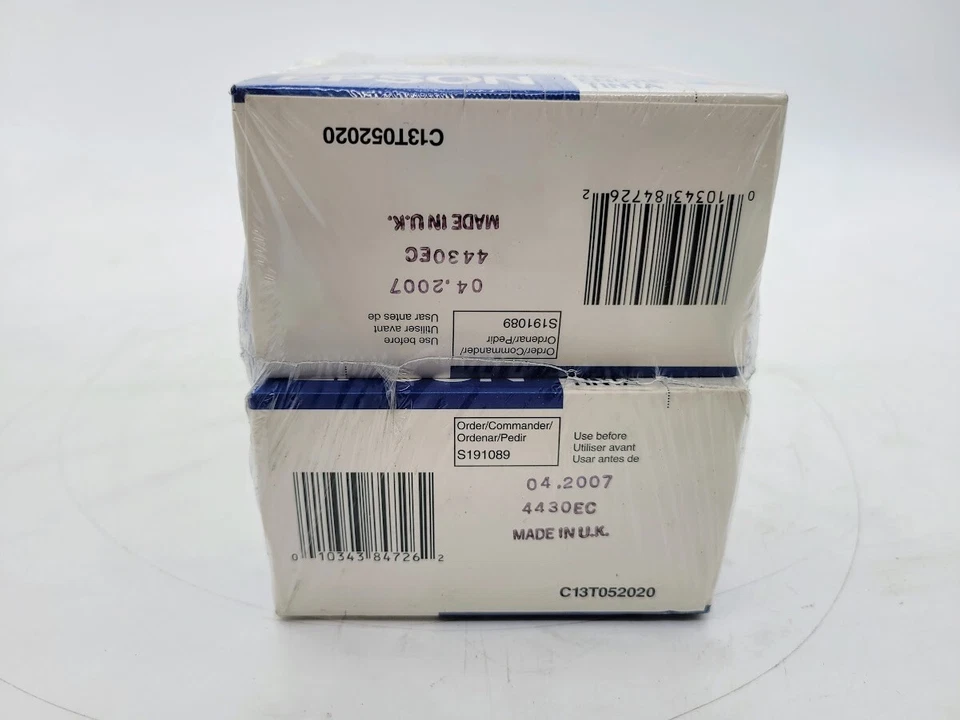 EPSON
C13T052020
0 10343 84726 2
MADE IN U.K.
4430EC
04.2007
Use before
Utiliser avant
Usar antes de
Order/Commander/
Ordenar/Pedir
S191089
Order/Commander/
Ordenar/Pedir
S191089
Use before
Utiliser avant
Usar antes de
04.2007
4430EC
MADE IN U.K.
0 10343 84726 2
C13T052020